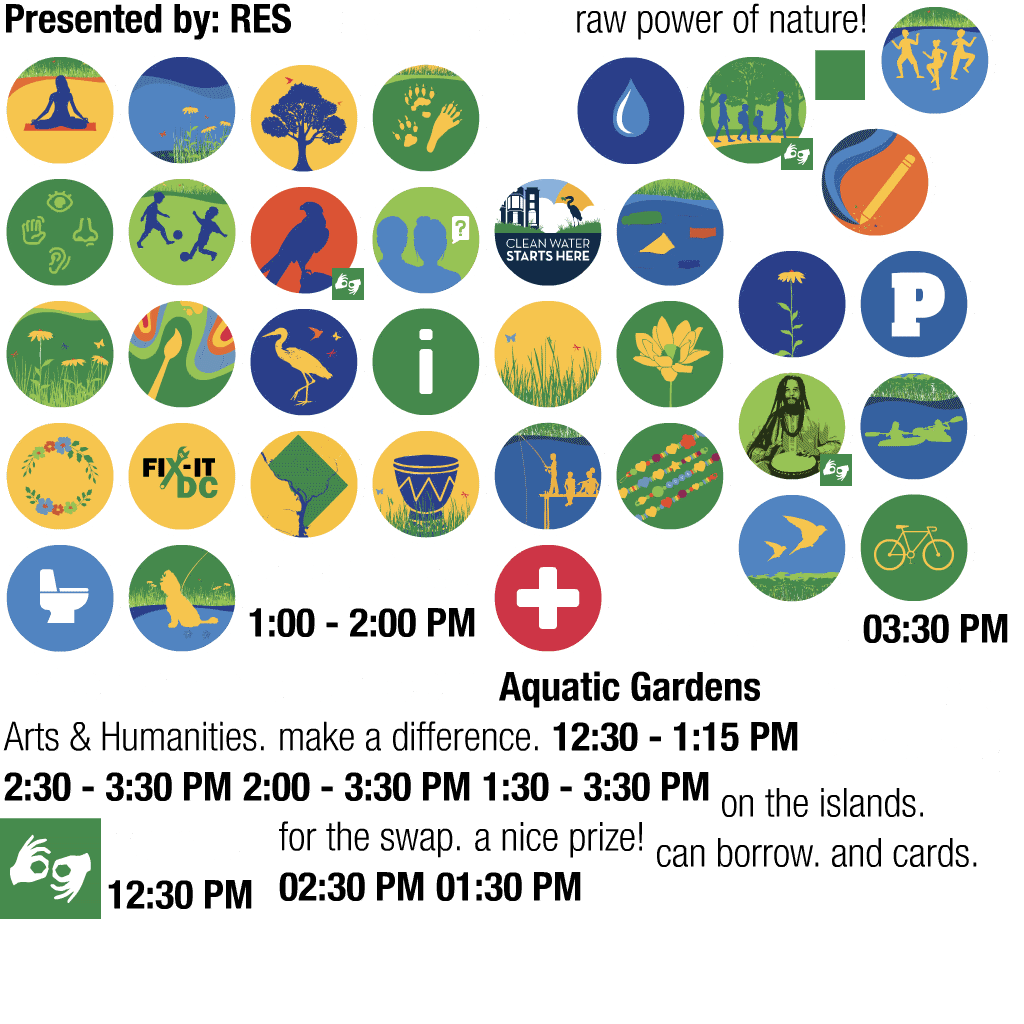 Presented by: RES
raw power of nature!
?
CLEAN WATER
STARTS HERE
i
P
FIX-IT
DC
1:00 - 2:00 PM
03:30 PM
Aquatic Gardens
Arts & Humanities. make a difference. 12:30 - 1:15 PM
2:30 - 3:30 PM 2:00 - 3:30 PM 1:30 - 3:30 PM
on the islands.
for the swap. a nice prize!
can borrow. and cards.
12:30 PM
02:30 PM 01:30 PM